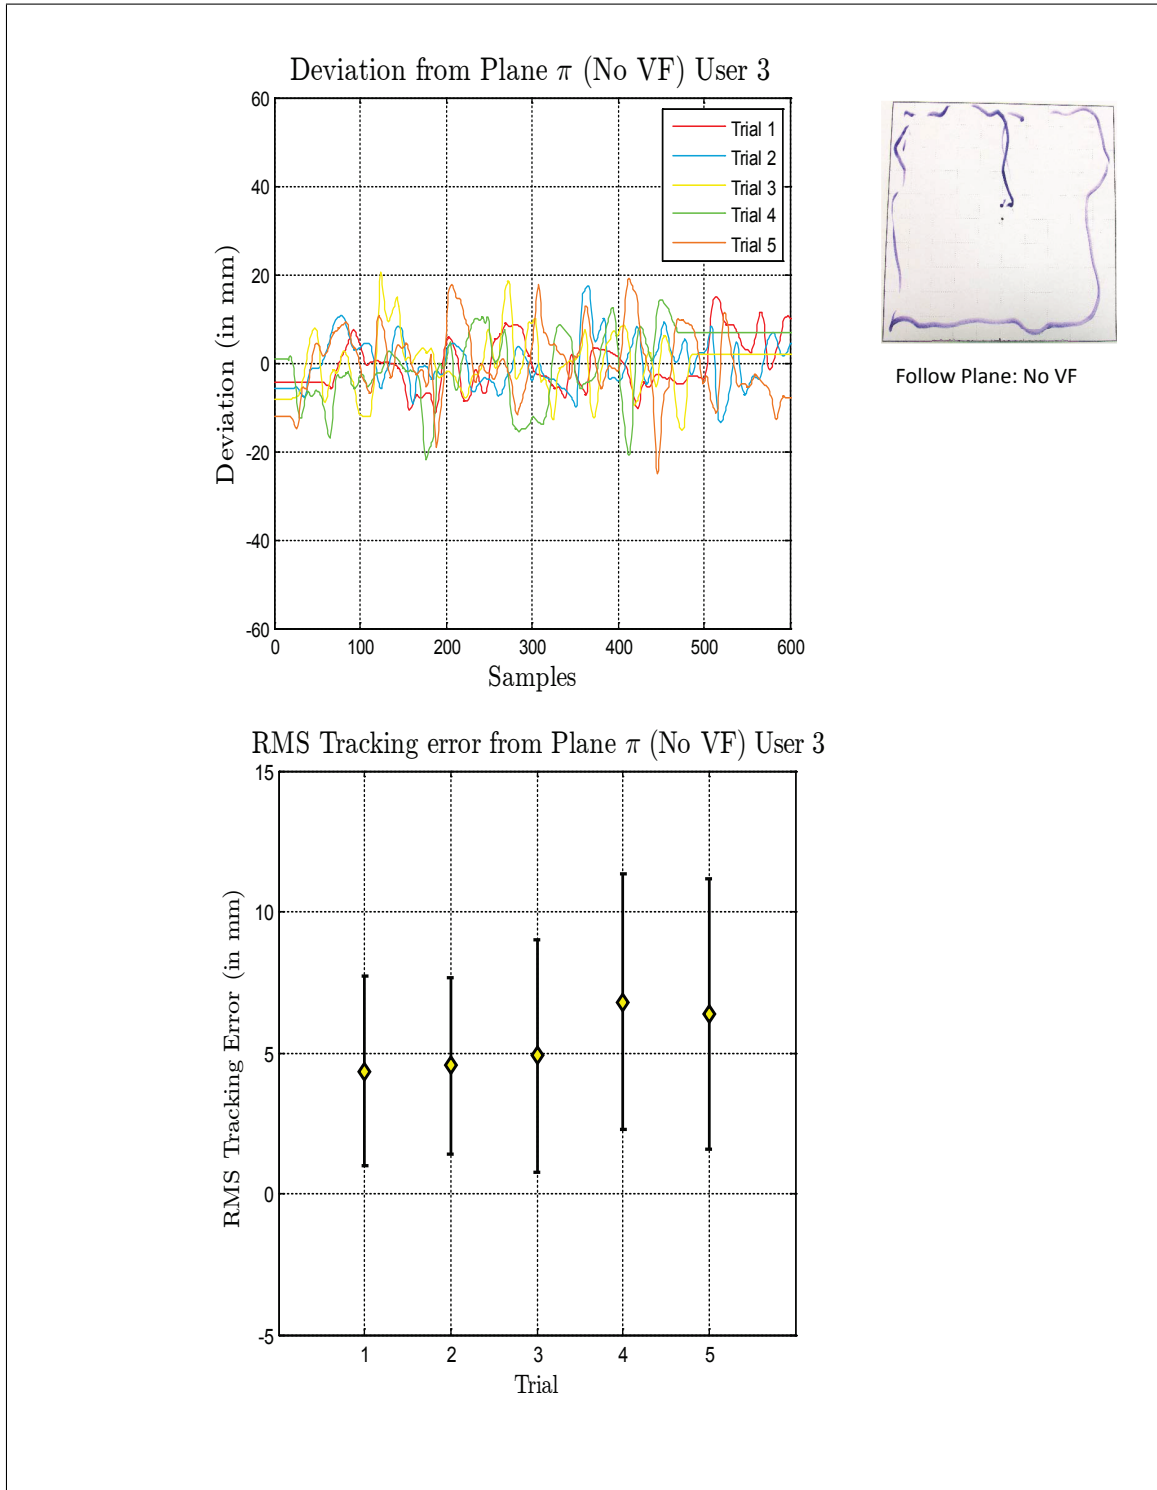 Deviation from Plane π (No VF) User 3
60
40
20
0
-20
-40
-60
Deviation (in mm)
Trial 1
Trial 2
Trial 3
Trial 4
Trial 5
0 100 200 300 400 500 600
Samples
Follow Plane: No VF
RMS Tracking error from Plane π (No VF) User 3
15
10
5
0
-5
RMS Tracking Error (in mm)
1 2 3 4 5
Trial